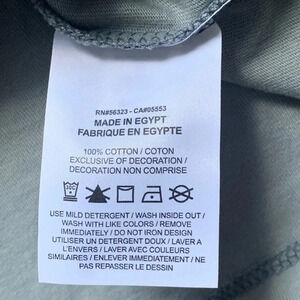 RN#56323 - CA#05553
MADE IN EGYPT
FABRIQUE EN EGYPTE
100% COTTON / COTON
EXCLUSIVE OF DECORATION /
DECORATION NON COMPRISE
USE MILD DETERGENT / WASH INSIDE OUT /
WASH WITH LIKE COLORS / REMOVE
IMMEDIATELY / DO NOT IRON DESIGN
UTILISER UN DETERGENT DOUX / LAVER A
L'ENVERS / LAVER AVEC COULEURS
SIMILAIRES / ENLEVER IMMEDIATEMENT / NE
PAS REPASSER LE DESSIN